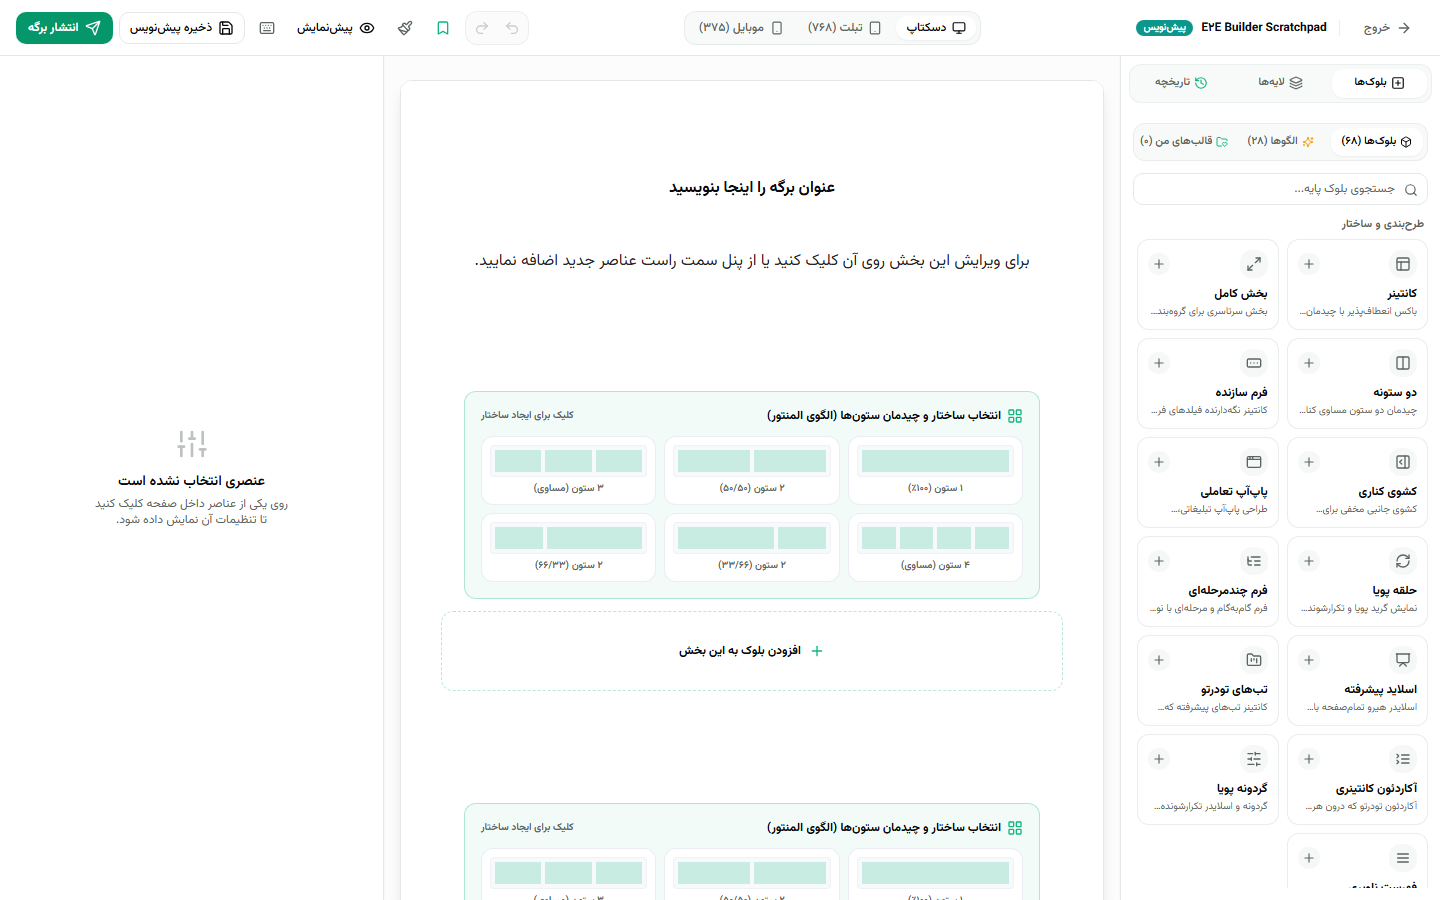 خروج
E2E Builder Scratchpad
پیش‌نویس
دسکتاپ
تبلت (۷۶۸)
موبایل (۳۷۵)
پیش‌نمایش
ذخیره پیش‌نویس
انتشار برگه
بلوک‌ها
لایه‌ها
تاریخچه
بلوک‌ها (۶۸)
الگوها (۲۸)
قالب‌های من (۰)
جستجوی بلوک پایه...
طرح‌بندی و ساختار
کانتینر
باکس انعطاف‌پذیر با چیدمان...
بخش کامل
بخش سرتاسری برای گروه‌بند...
دو ستونه
چیدمان دو ستون مساوی کنا...
فرم سازنده
کانتینر نگه‌دارنده فیلدهای فر...
کشوی کناری
کشوی جانبی مخفی برای...
پاپ‌آپ تعاملی
طراحی پاپ‌آپ تبلیغاتی،...
حلقه پویا
نمایش گرید پویا و تکرارشوند...
فرم چندمرحله‌ای
فرم گام‌به‌گام و مرحله‌ای با نو...
اسلاید پیشرفته
اسلایدر هیرو تمام‌صفحه با...
تب‌های تودرتو
کانتینر تب‌های پیشرفته که...
آکاردئون کانتینری
آکاردئون تودرتو که درون هر...
گردونه پویا
گردونه و اسلایدر تکرارشونده...
عنوان برگه را اینجا بنویسید
برای ویرایش این بخش روی آن کلیک کنید یا از پنل سمت راست عناصر جدید اضافه نمایید.
انتخاب ساختار و چیدمان ستون‌ها (الگوی المنتور)
کلیک برای ایجاد ساختار
۱ ستون (۱۰۰٪)
۲ ستون (۵۰/۵۰)
۳ ستون (مساوی)
۴ ستون (مساوی)
۲ ستون (۳۳/۶۶)
۲ ستون (۶۶/۳۳)
افزودن بلوک به این بخش
انتخاب ساختار و چیدمان ستون‌ها (الگوی المنتور)
کلیک برای ایجاد ساختار
عنصری انتخاب نشده است
روی یکی از عناصر داخل صفحه کلیک کنید
تا تنظیمات آن نمایش داده شود.